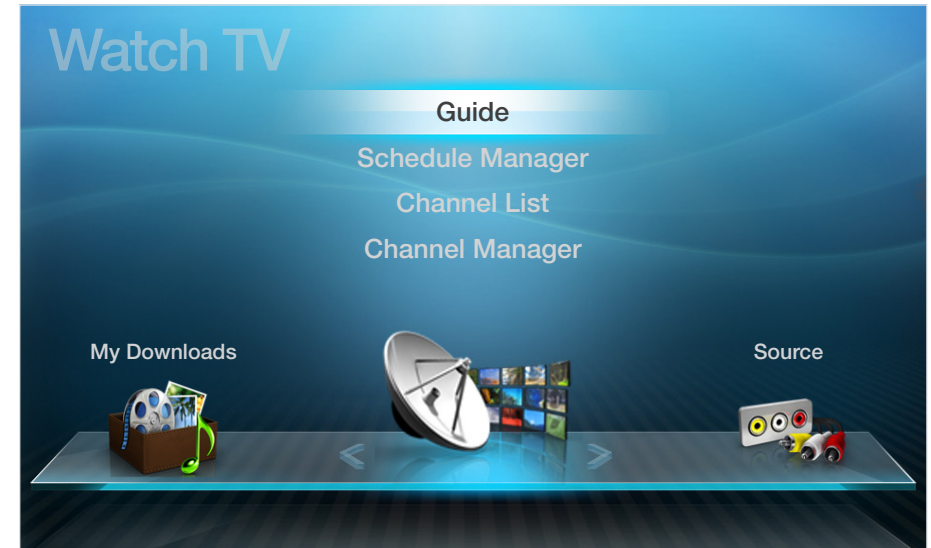 Watch TV
Guide
Schedule Manager
Channel List
Channel Manager
My Downloads
Source